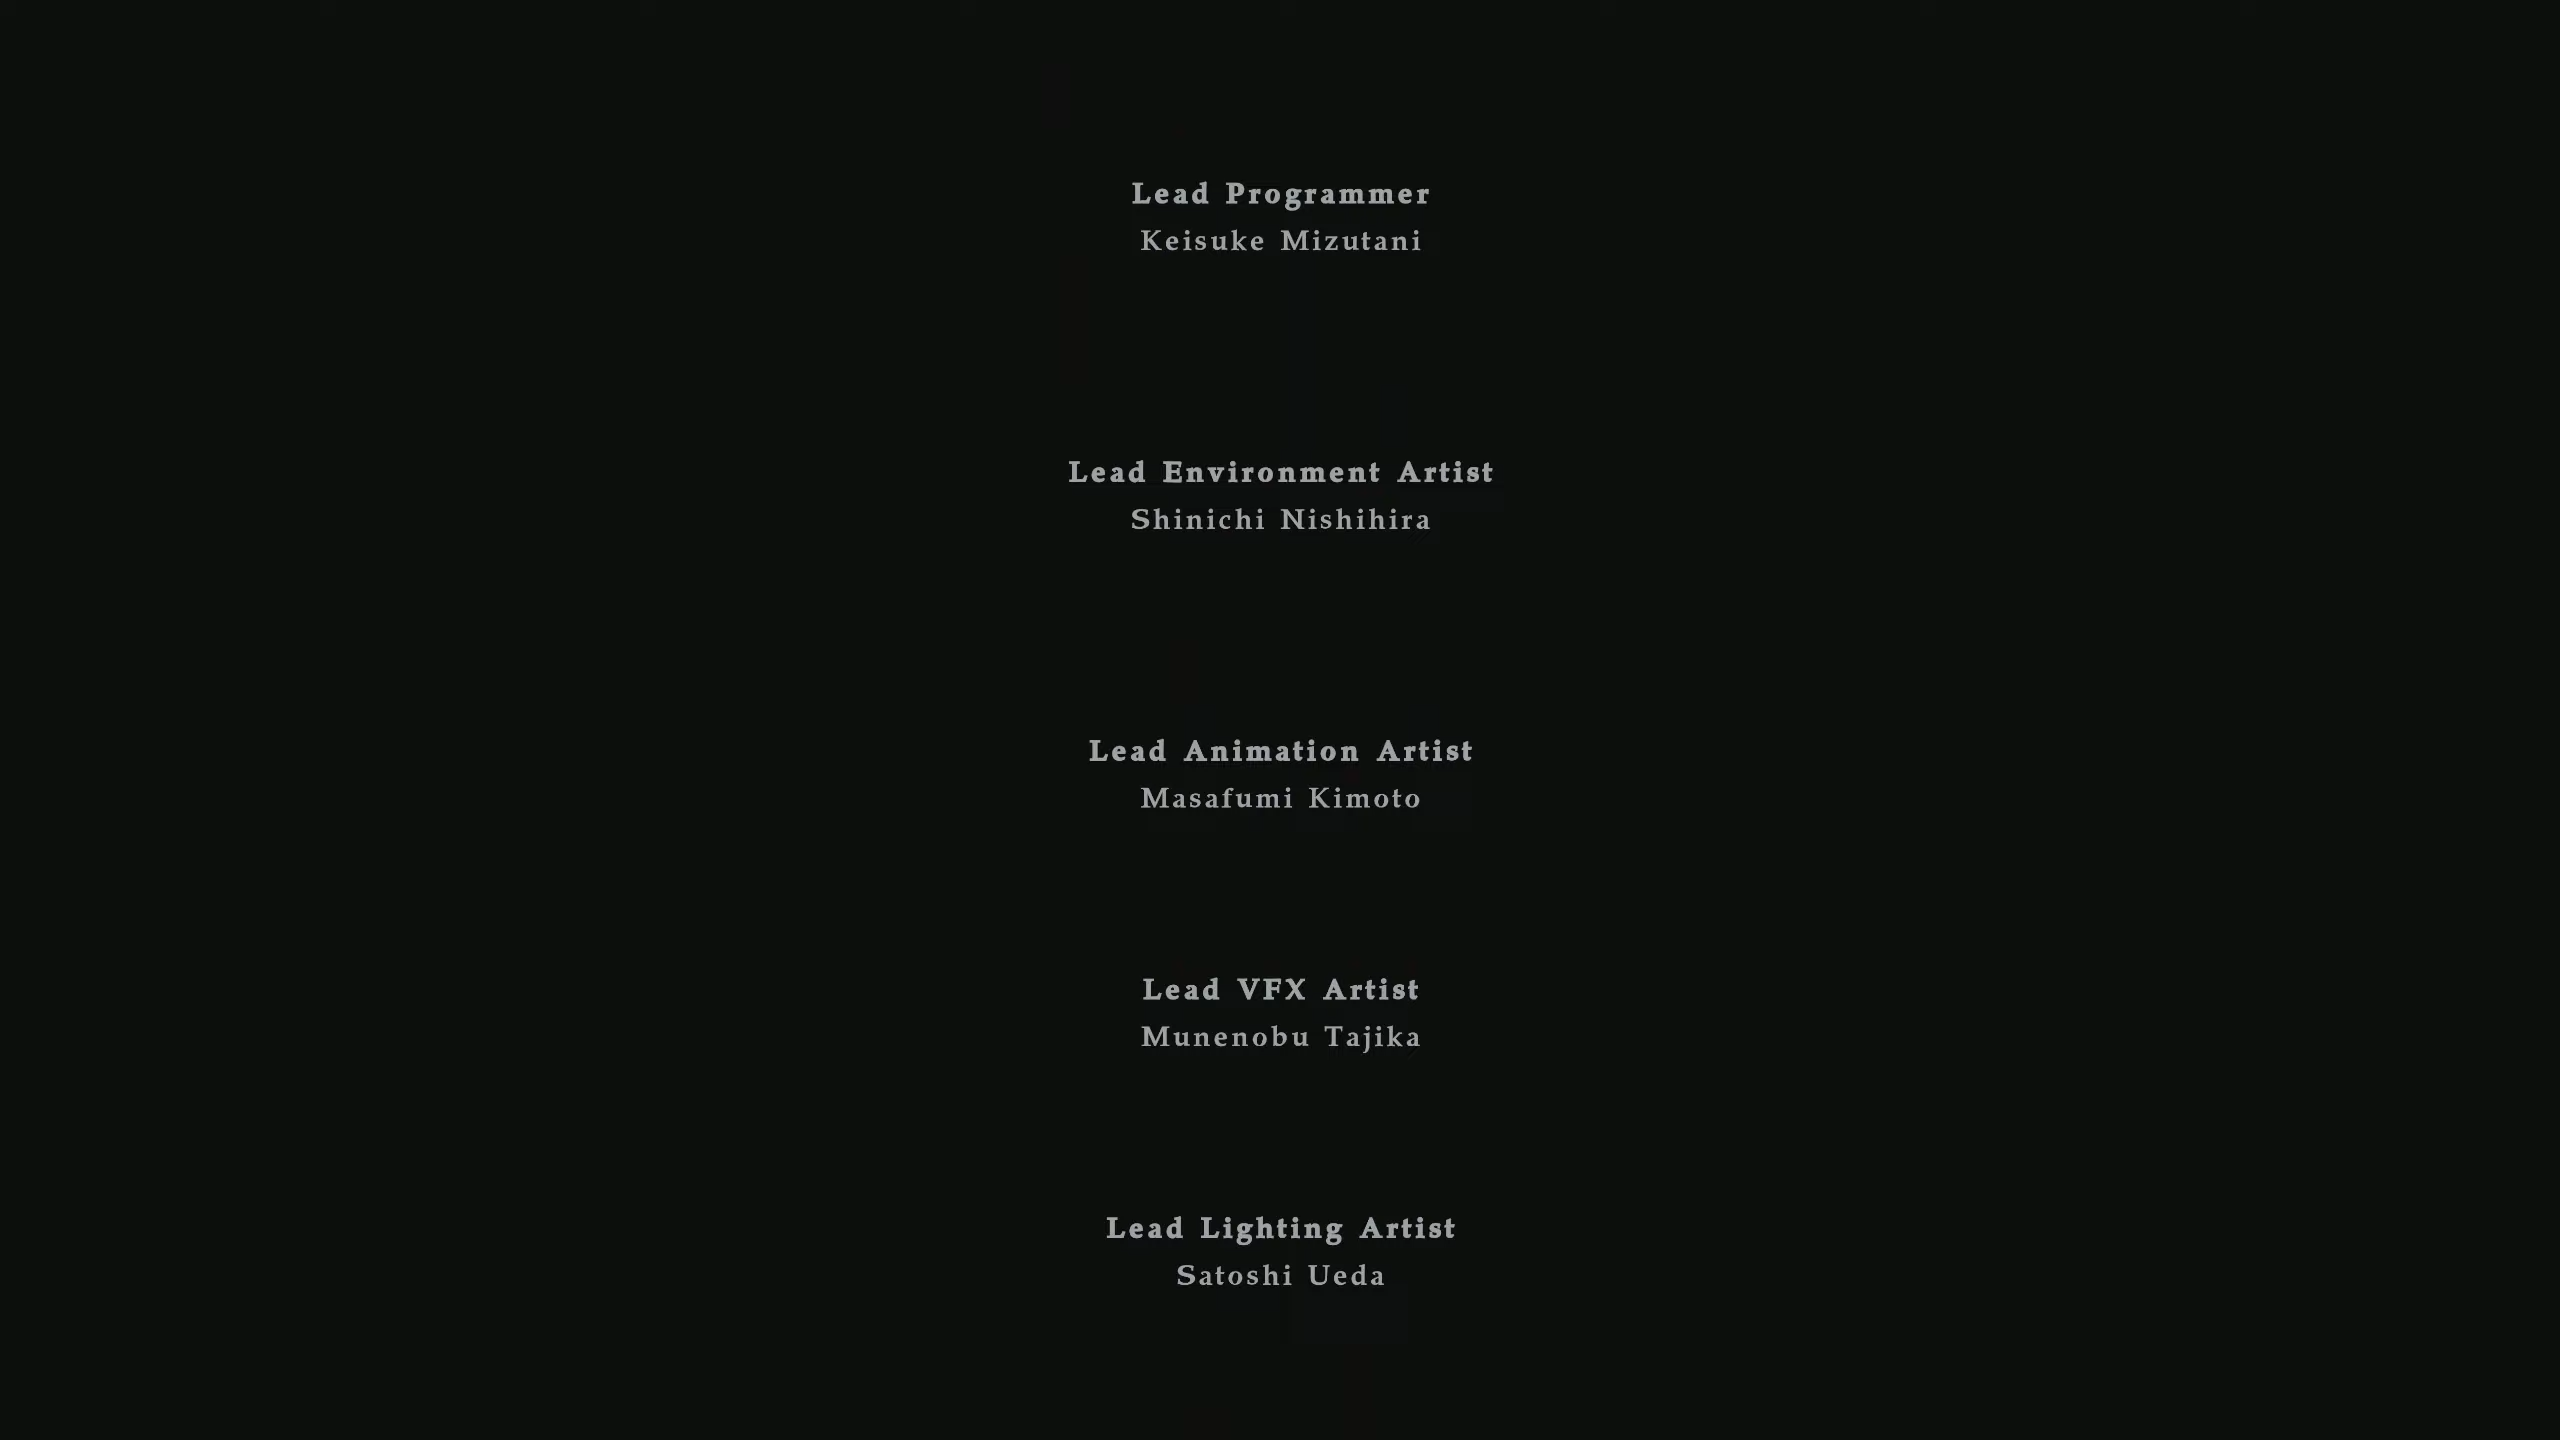 Lead Programmer
Keisuke Mizutani
Lead Environment Artist
Shinichi Nishihira
Lead Animation Artist
Masafumi Kimoto
Lead VFX Artist
Munenobu Tajika
Lead Lighting Artist
Satoshi Ueda